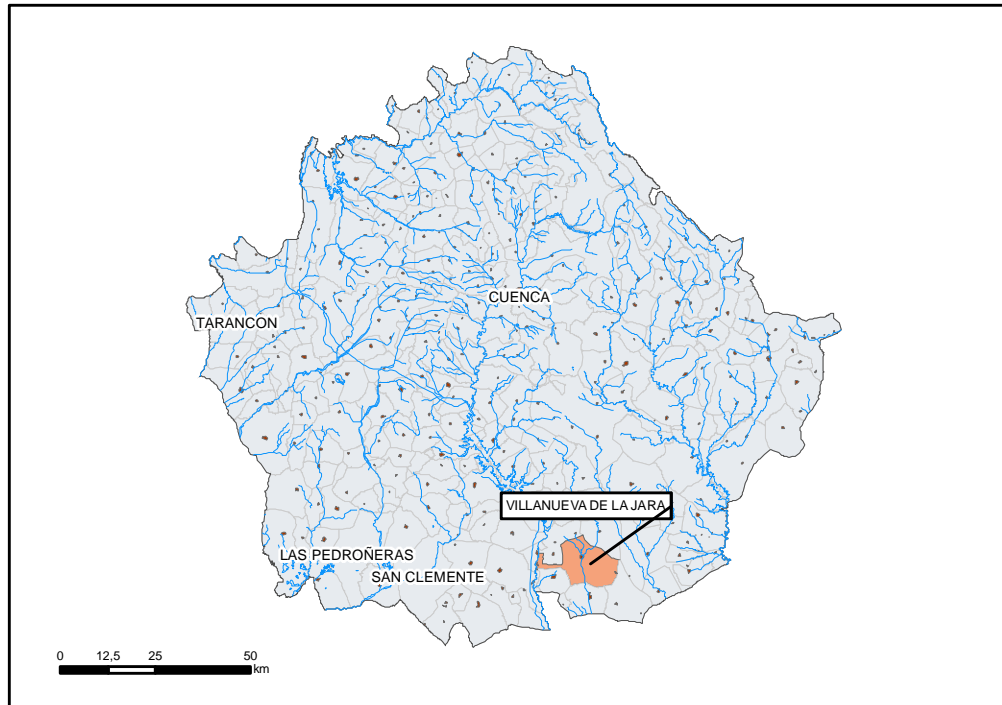 CUENCA
TARANCON
VILLANUEVA DE LA JARA
LAS PEDROÑERAS
SAN CLEMENTE
0 12,5 25 50
km